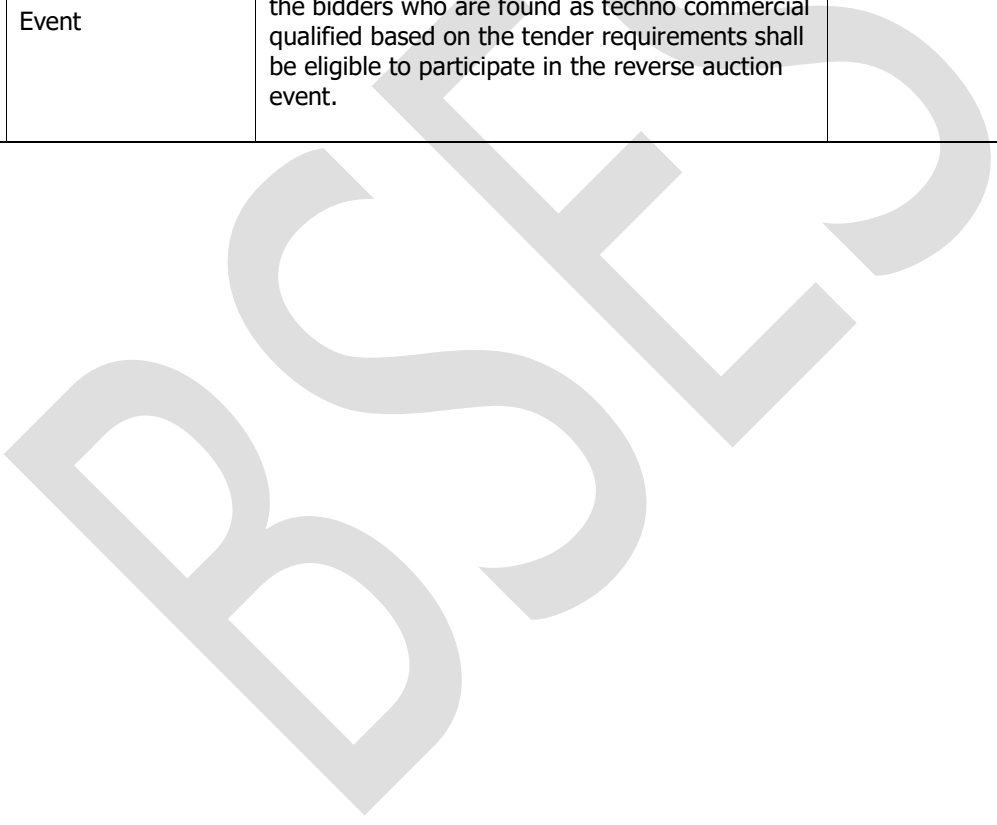 the bidders who are found as techno commercial
Event
qualified based on the tender requirements shall
be eligible to participate in the reverse auction
event.
BSES